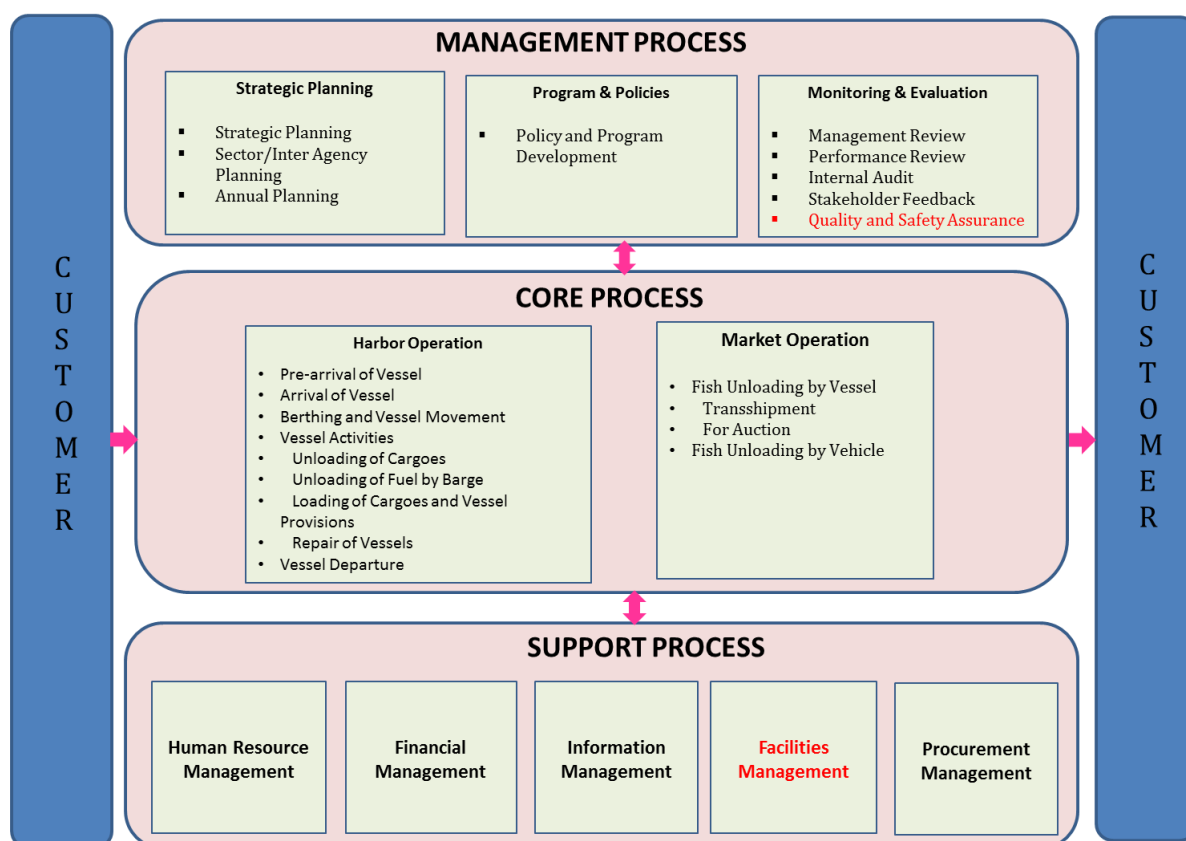 MANAGEMENT PROCESS
Strategic Planning
▪ Strategic Planning
▪ Sector/Inter Agency
Planning
▪ Annual Planning
Program & Policies
▪ Policy and Program
Development
Monitoring & Evaluation
▪ Management Review
▪ Performance Review
▪ Internal Audit
▪ Stakeholder Feedback
▪ Quality and Safety Assurance
C
U
S
T
O
M
E
R
CORE PROCESS
Harbor Operation
• Pre-arrival of Vessel
• Arrival of Vessel
• Berthing and Vessel Movement
• Vessel Activities
• Unloading of Cargoes
• Unloading of Fuel by Barge
• Loading of Cargoes and Vessel
Provisions
• Repair of Vessels
• Vessel Departure
Market Operation
• Fish Unloading by Vessel
• Transshipment
• For Auction
• Fish Unloading by Vehicle
C
U
S
T
O
M
E
R
SUPPORT PROCESS
Human Resource
Management
Financial
Management
Information
Management
Facilities
Management
Procurement
Management